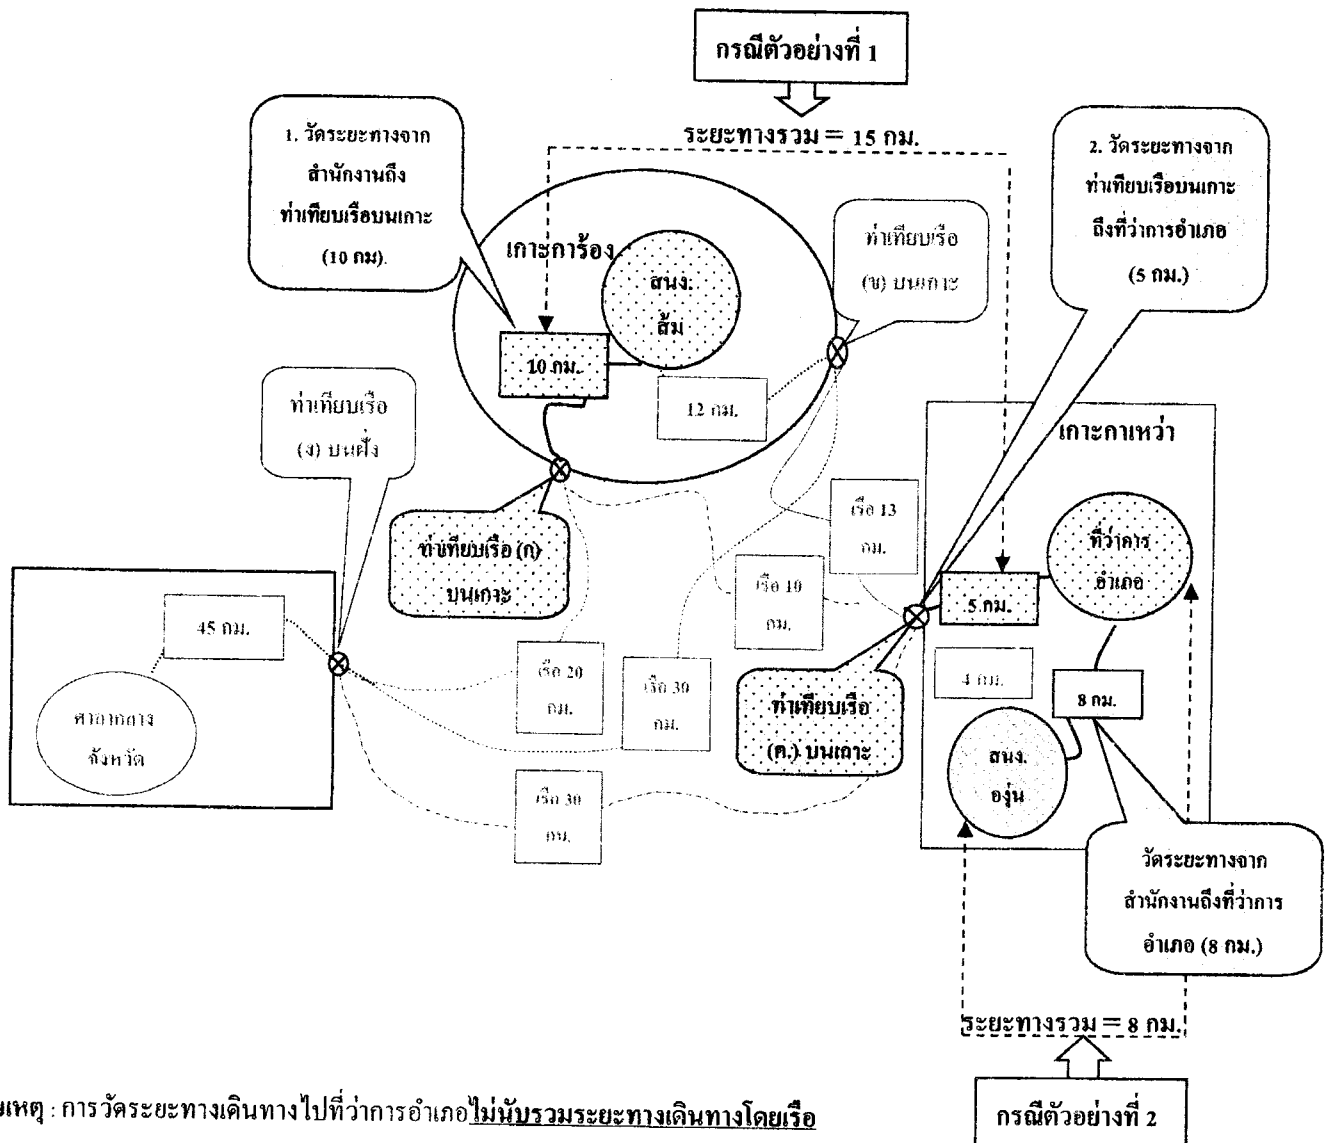 กรณีตัวอย่างที่ 1
ระยะทางรวม = 15 กม.
1. วัดระยะทางจาก
สำนักงานถึง
ท่าเทียบเรือบนเกาะ
(10 กม).
2. วัดระยะทางจาก
ท่าเทียบเรือบนเกาะ
ถึงที่ว่าการอำเภอ
(5 กม.)
เกาะการ้อง
สนง.
ส้ม
ท่าเทียบเรือ
(ข) บนเกาะ
10 กม.
12 กม.
ท่าเทียบเรือ
(ง) บนฝั่ง
เกาะกาเหว่า
ท่าเทียบเรือ (ก)
บนเกาะ
เรือ 13
กม.
ที่ว่าการ
อำเภอ
เรือ 10
กม.
5 กม.
45 กม.
เรือ 20
กม.
เรือ 30
กม.
4 กม.
8 กม.
ศาลากลาง
จังหวัด
ท่าเทียบเรือ
(ค.) บนเกาะ
สนง.
องุ่น
เรือ 30
กม.
วัดระยะทางจาก
สำนักงานถึงที่ว่าการ
อำเภอ (8 กม.)
ระยะทางรวม = 8 กม.
กรณีตัวอย่างที่ 2
เหตุ : การวัดระยะทางเดินทางไปที่ว่าการอำเภอไม่นับรวมระยะทางเดินทางโดยเรือ